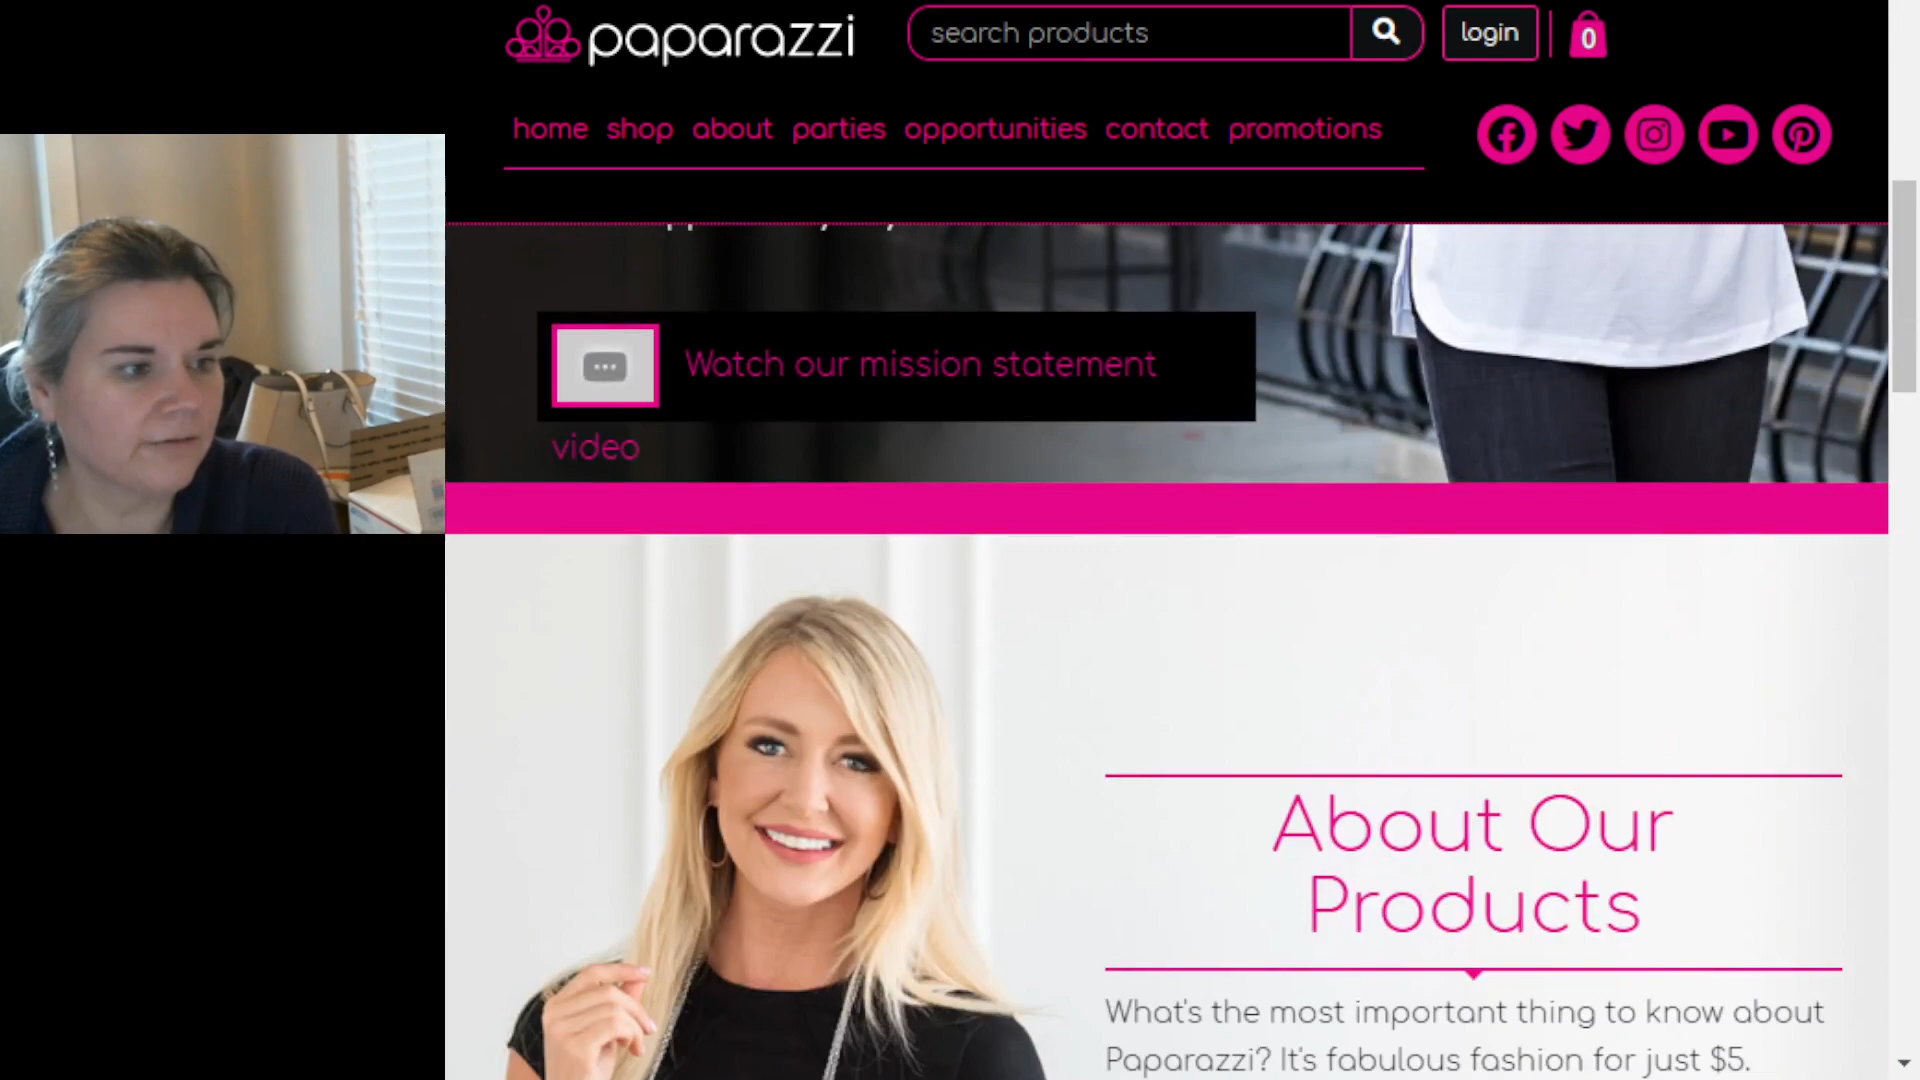 paparazzi
search products
login
0
home shop about parties opportunities contact promotions
Watch our mission statement
video
About Our
Products
What's the most important thing to know about
Paparazzi? It's fabulous fashion for just $5.